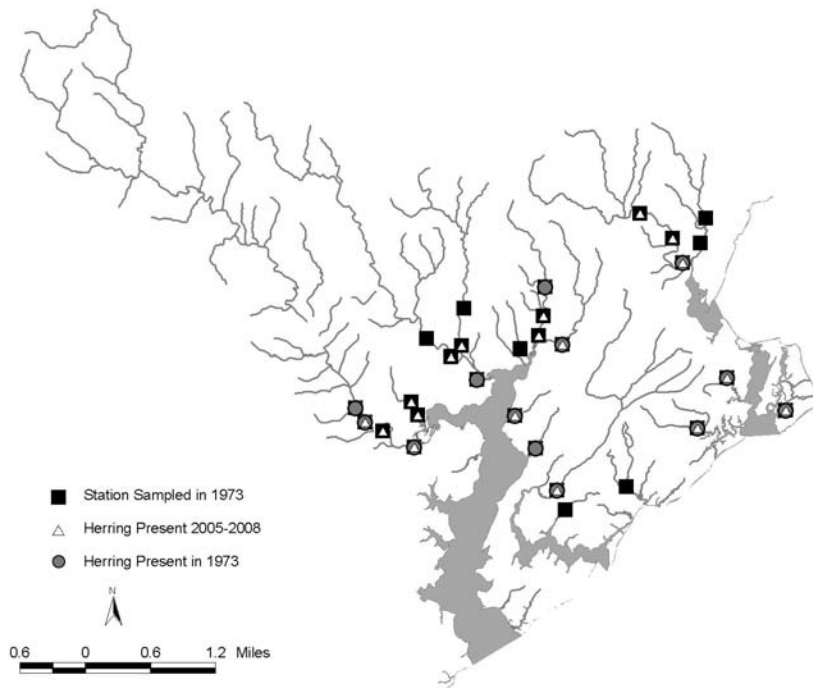 Station Sampled in 1973
Herring Present 2005-2008
Herring Present in 1973
N
0.6 0 0.6 1.2 Miles